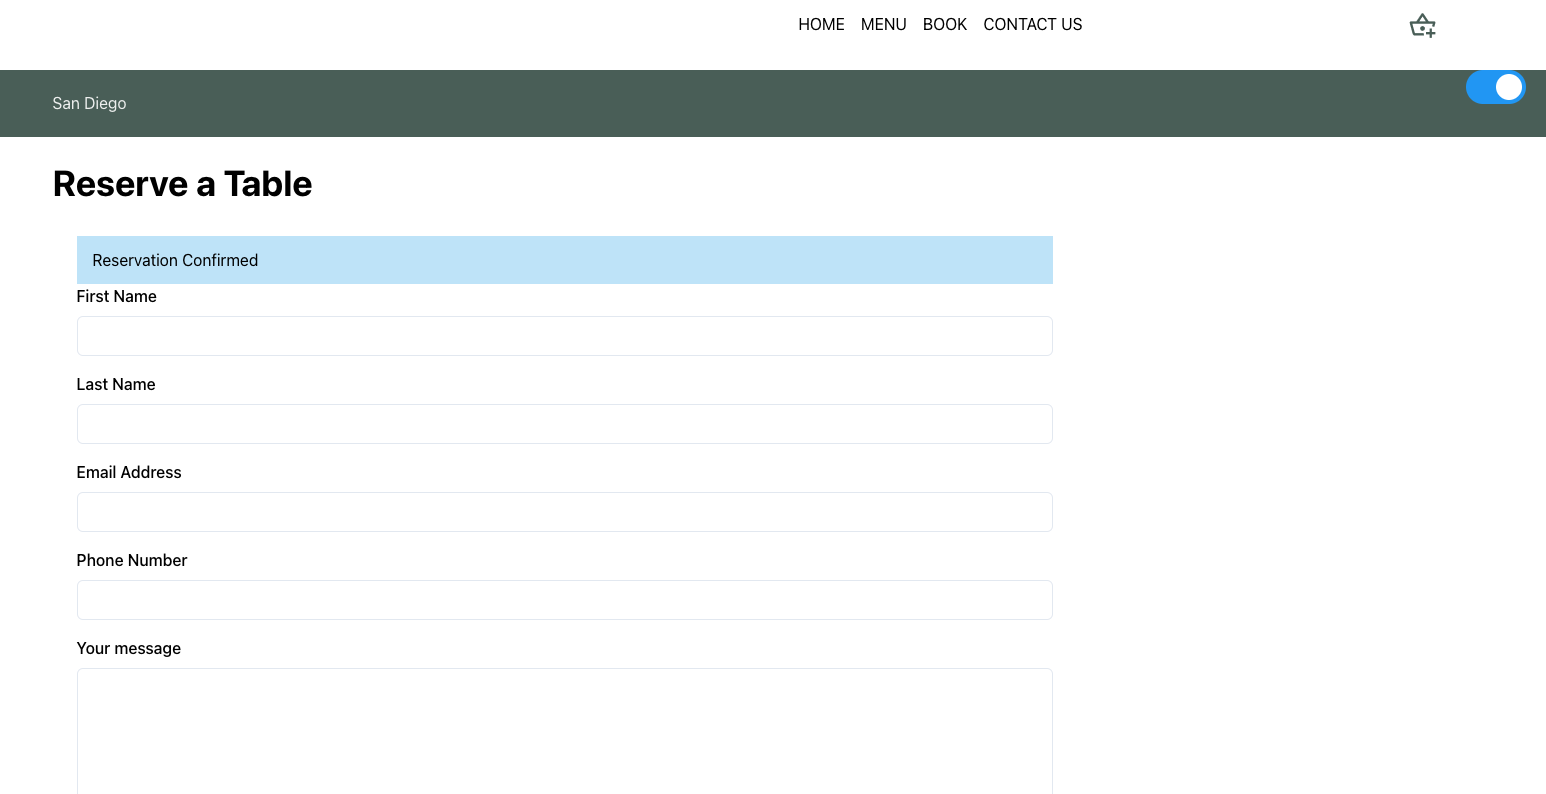 HOME MENU BOOK CONTACT US
San Diego
Reserve a Table
Reservation Confirmed
First Name
Last Name
Email Address
Phone Number
Your message